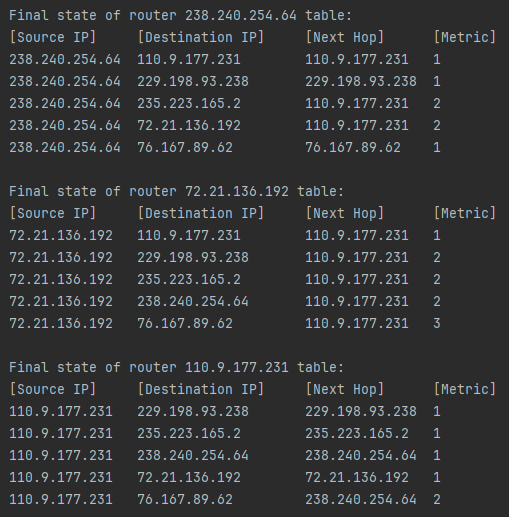 Final state of router 238.240.254.64 table:
[Source IP] [Destination IP] [Next Hop] [Metric]
238.240.254.64 110.9.177.231 110.9.177.231 1
238.240.254.64 229.198.93.238 229.198.93.238 1
238.240.254.64 235.223.165.2 110.9.177.231 2
238.240.254.64 72.21.136.192 110.9.177.231 2
238.240.254.64 76.167.89.62 76.167.89.62 1
Final state of router 72.21.136.192 table:
[Source IP] [Destination IP] [Next Hop] [Metric]
72.21.136.192 110.9.177.231 110.9.177.231 1
72.21.136.192 229.198.93.238 110.9.177.231 2
72.21.136.192 235.223.165.2 110.9.177.231 2
72.21.136.192 238.240.254.64 110.9.177.231 2
72.21.136.192 76.167.89.62 110.9.177.231 3
Final state of router 110.9.177.231 table:
[Source IP] [Destination IP] [Next Hop] [Metric]
110.9.177.231 229.198.93.238 229.198.93.238 1
110.9.177.231 235.223.165.2 235.223.165.2 1
110.9.177.231 238.240.254.64 238.240.254.64 1
110.9.177.231 72.21.136.192 72.21.136.192 1
110.9.177.231 76.167.89.62 238.240.254.64 2